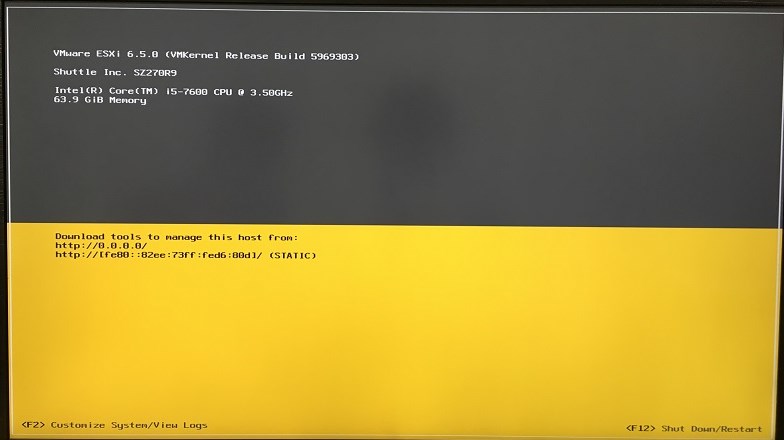 VMware ESXi 6.5.0 (VMKernel Release Build 5969303)
Shuttle Inc. SZ270R9
Intel(R) Core(TM) i5-7600 CPU @ 3.50GHz
63.9 GiB Memory
Download tools to manage this host from:
http://0.0.0.0/
http://[fe80::82ee:73ff:fed6:80d]/ (STATIC)
<F2> Customize System/View Logs
<F12> Shut Down/Restart